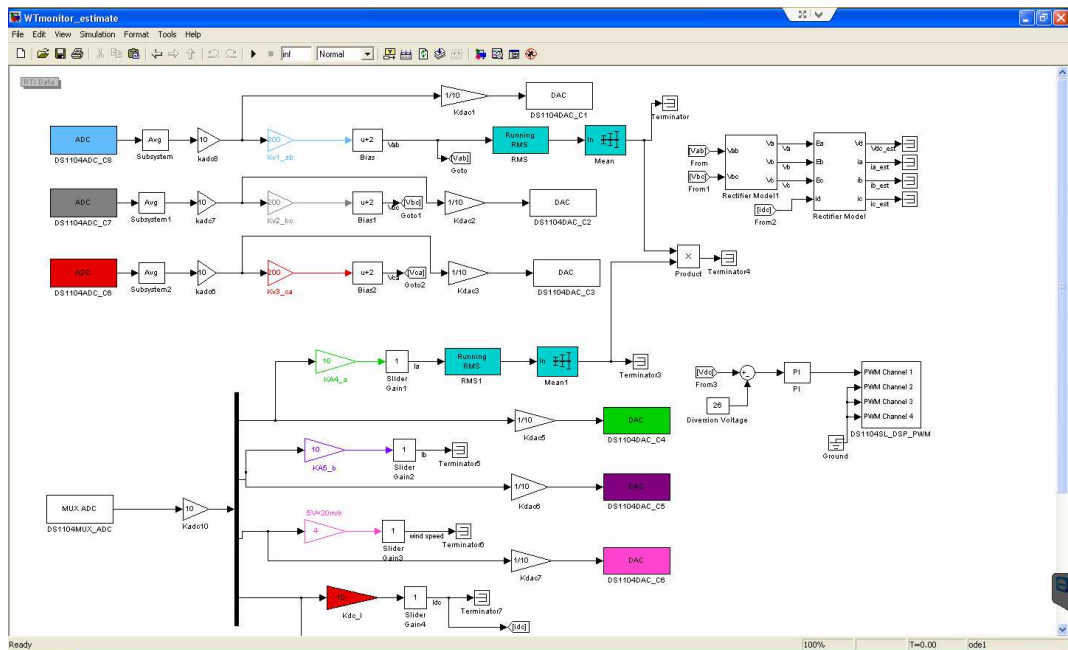 WTmonitor_estimate
File Edit View Simulation Format Tools Help
inf Normal
RTI Data
ADC
DS1104ADC_C8
Avg
Subsystem
10
kadc8
200
Kv1_ab
u+2
Bias
Vab
[Vab]
Goto
1/10
Kdac1
DAC
DS1104DAC_C1
Running
RMS
RMS
In
Mean
Terminator
ADC
DS1104ADC_C7
Avg
Subsystem1
10
kadc7
200
Kv2_bc
u+2
Bias1
[Vbc]
Goto1
1/10
Kdac2
DAC
DS1104DAC_C2
ADC
DS1104ADC_C6
Avg
Subsystem2
10
200
Kv3_ca
u+2
Bias2
Vca
[Vca]
Goto2
1/10
Kdac3
DAC
DS1104DAC_C3
[Vab]
From
[Vbc]
From1
Vab
Vbc
Va
Vb
Vc
Rectifier Model1
Va
Vb
Vb
Ea
Eb
Ec
id
Vd
ia
ib
ic
Rectifier Model
Vdc_est
ia_est
ib_est
ic_est
[idc]
From2
X
Product
Terminator4
10
KA4_a
1
Slider
Gain1
Ia
Running
RMS
RMS1
In
Mean1
Terminator3
1/10
Kdac5
DAC
DS1104DAC_C4
10
KA5_b
1
Slider
Gain2
Ib
Terminator5
1/10
Kdac6
DAC
DS1104DAC_C5
MUX ADC
DS1104MUX_ADC
10
Kadc10
5V=20m/s
4
1
Slider
Gain3
wind speed
Terminator6
1/10
Kdac7
DAC
DS1104DAC_C6
10
Kdc_I
1
Slider
Gain4
Idc
Terminator7
[idc]
[Vdc]
From3
26
Diversion Voltage
PI
PI
PWM Channel 1
PWM Channel 2
PWM Channel 3
PWM Channel 4
DS1104SL_DSP_PWM
Ground
Ready 100% T=0.00 ode1